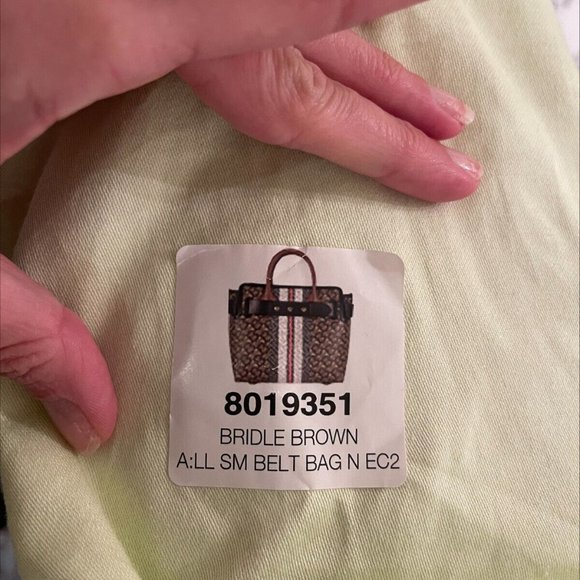 8019351
BRIDLE BROWN
A:LL SM BELT BAG N EC2